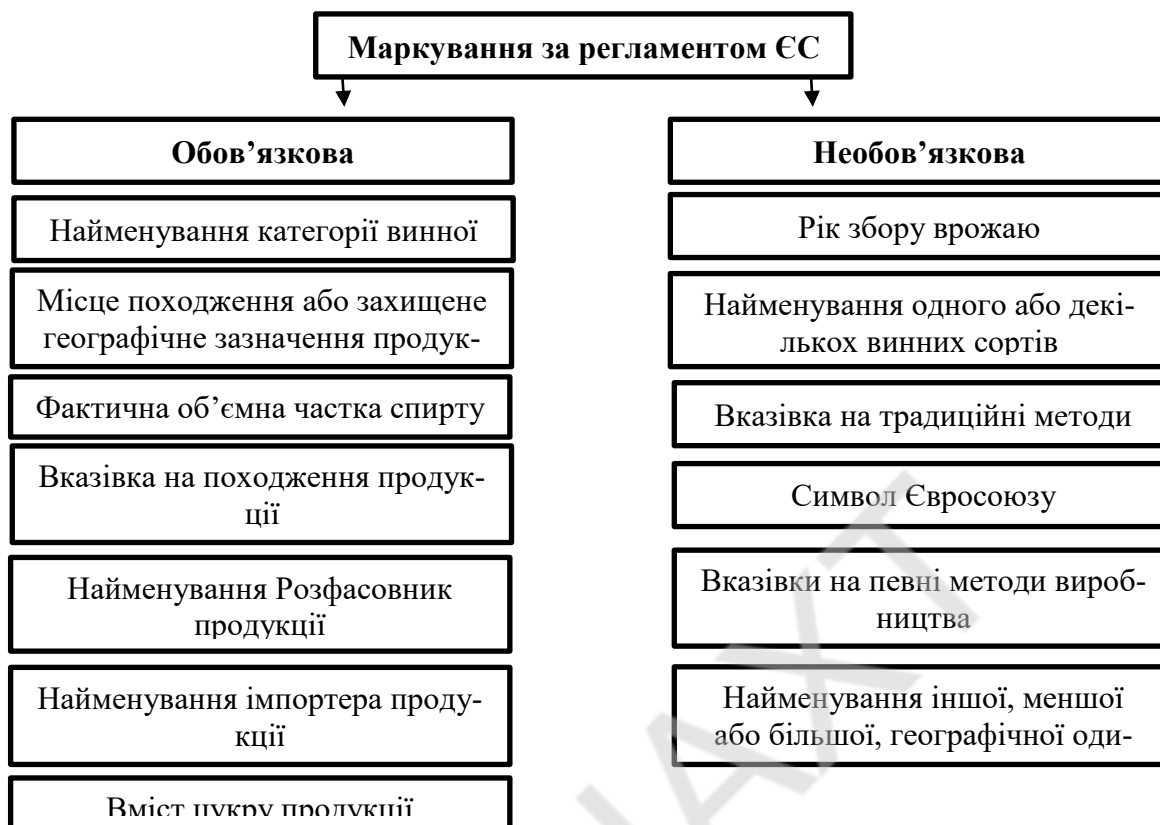 Маркування за регламентом ЄС
Обов’язкова
Найменування категорії винної
Місце походження або захищене
географічне зазначення продук-
Фактична об’ємна частка спирту
Вказівка на походження продук-
ції
Найменування Розфасовник
продукції
Найменування імпортера проду-
кції
Вміст цукру продукції
Необов’язкова
Рік збору врожаю
Найменування одного або декі-
лькох винних сортів
Вказівка на традиційні методи
Символ Євросоюзу
Вказівки на певні методи вироб-
ництва
Найменування іншої, меншої
або більшої, географічної оди-